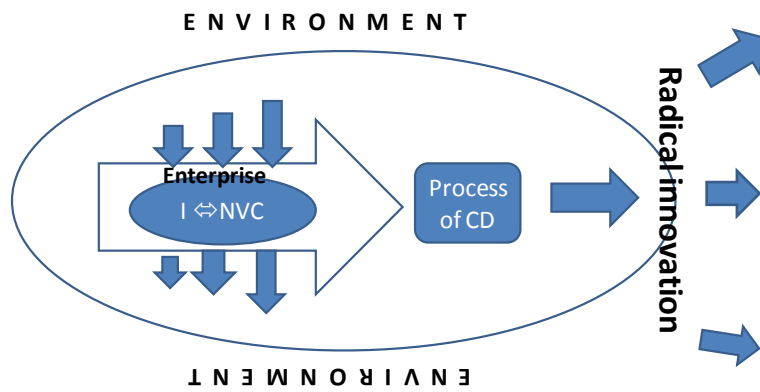 E N V I R O N M E N T
Enterprise
I ⇔NVC
Process
of CD
Radical innovation
E N V I R O N M E N T